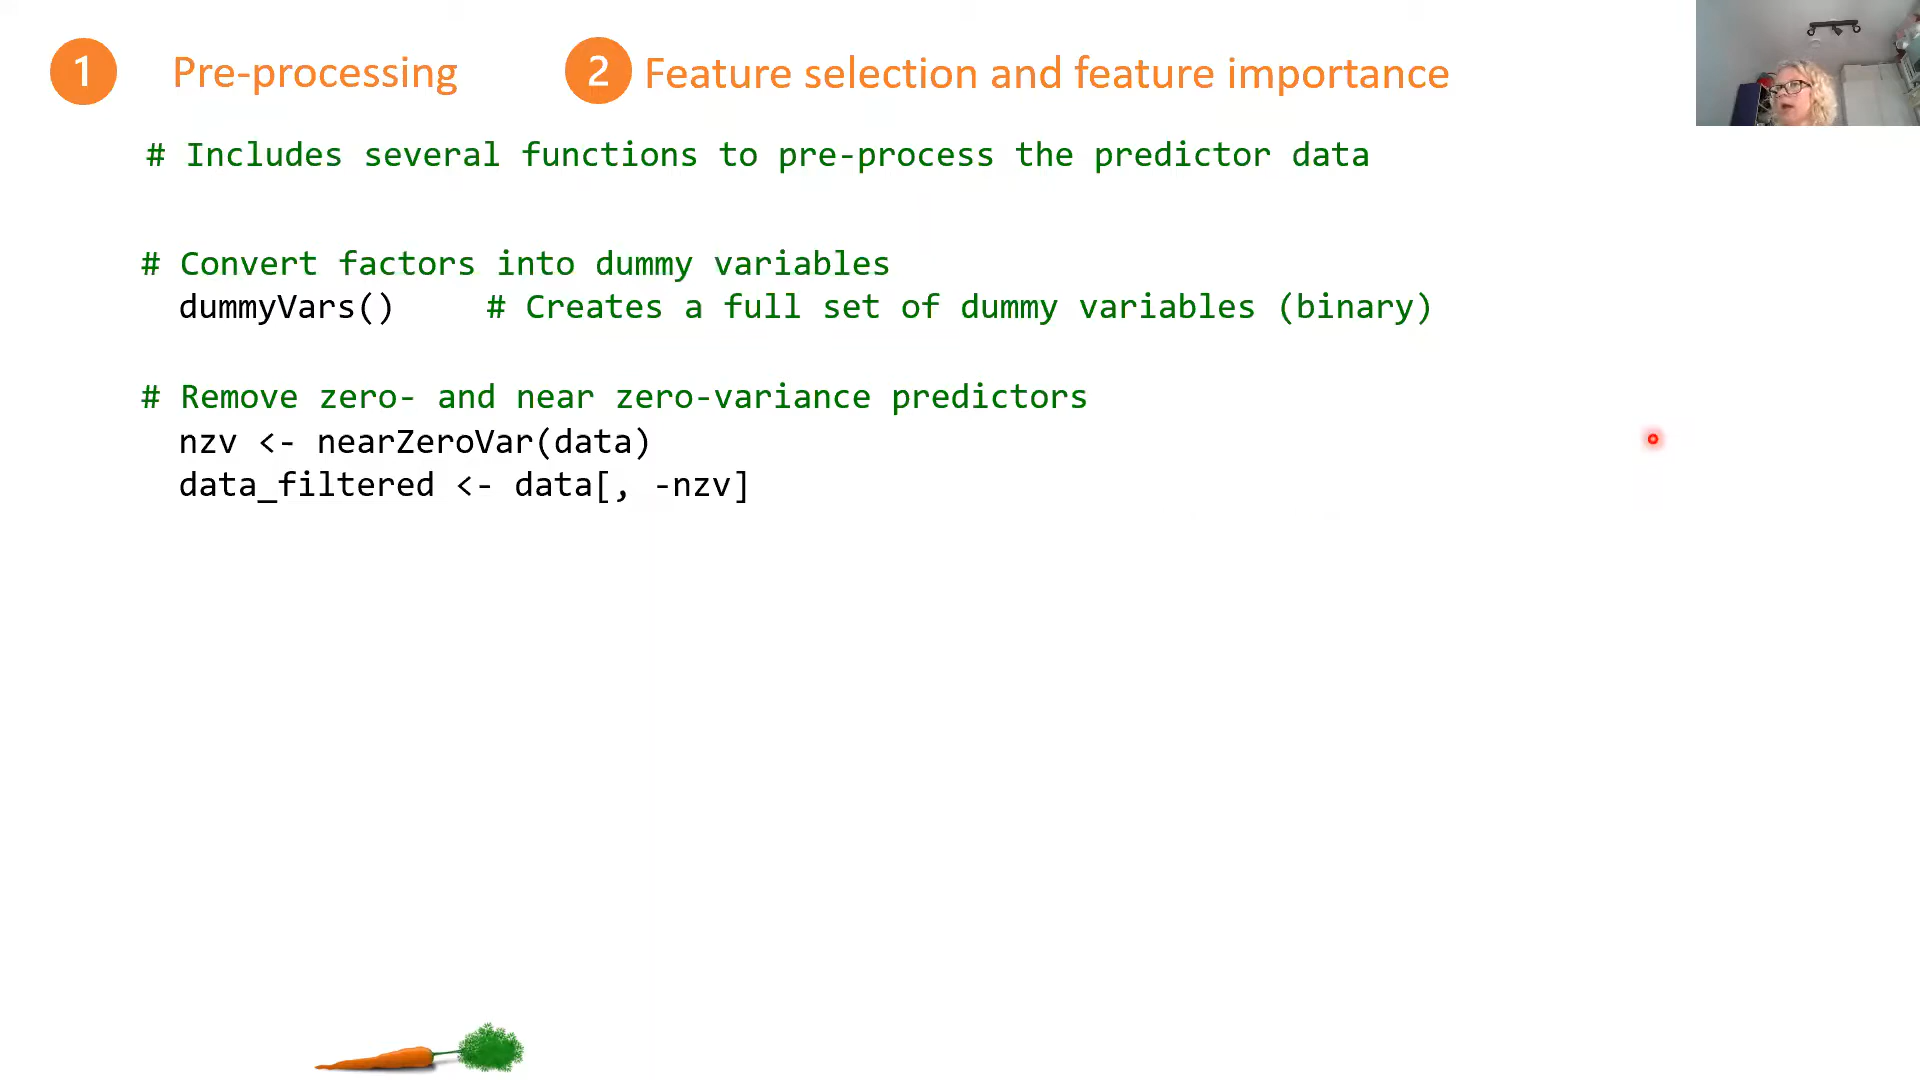 1 Pre-processing 2 Feature selection and feature importance
# Includes several functions to pre-process the predictor data
# Convert factors into dummy variables
dummyVars() # Creates a full set of dummy variables (binary)
# Remove zero- and near zero-variance predictors
nzv <- nearZeroVar(data)
data_filtered <- data[, -nzv]